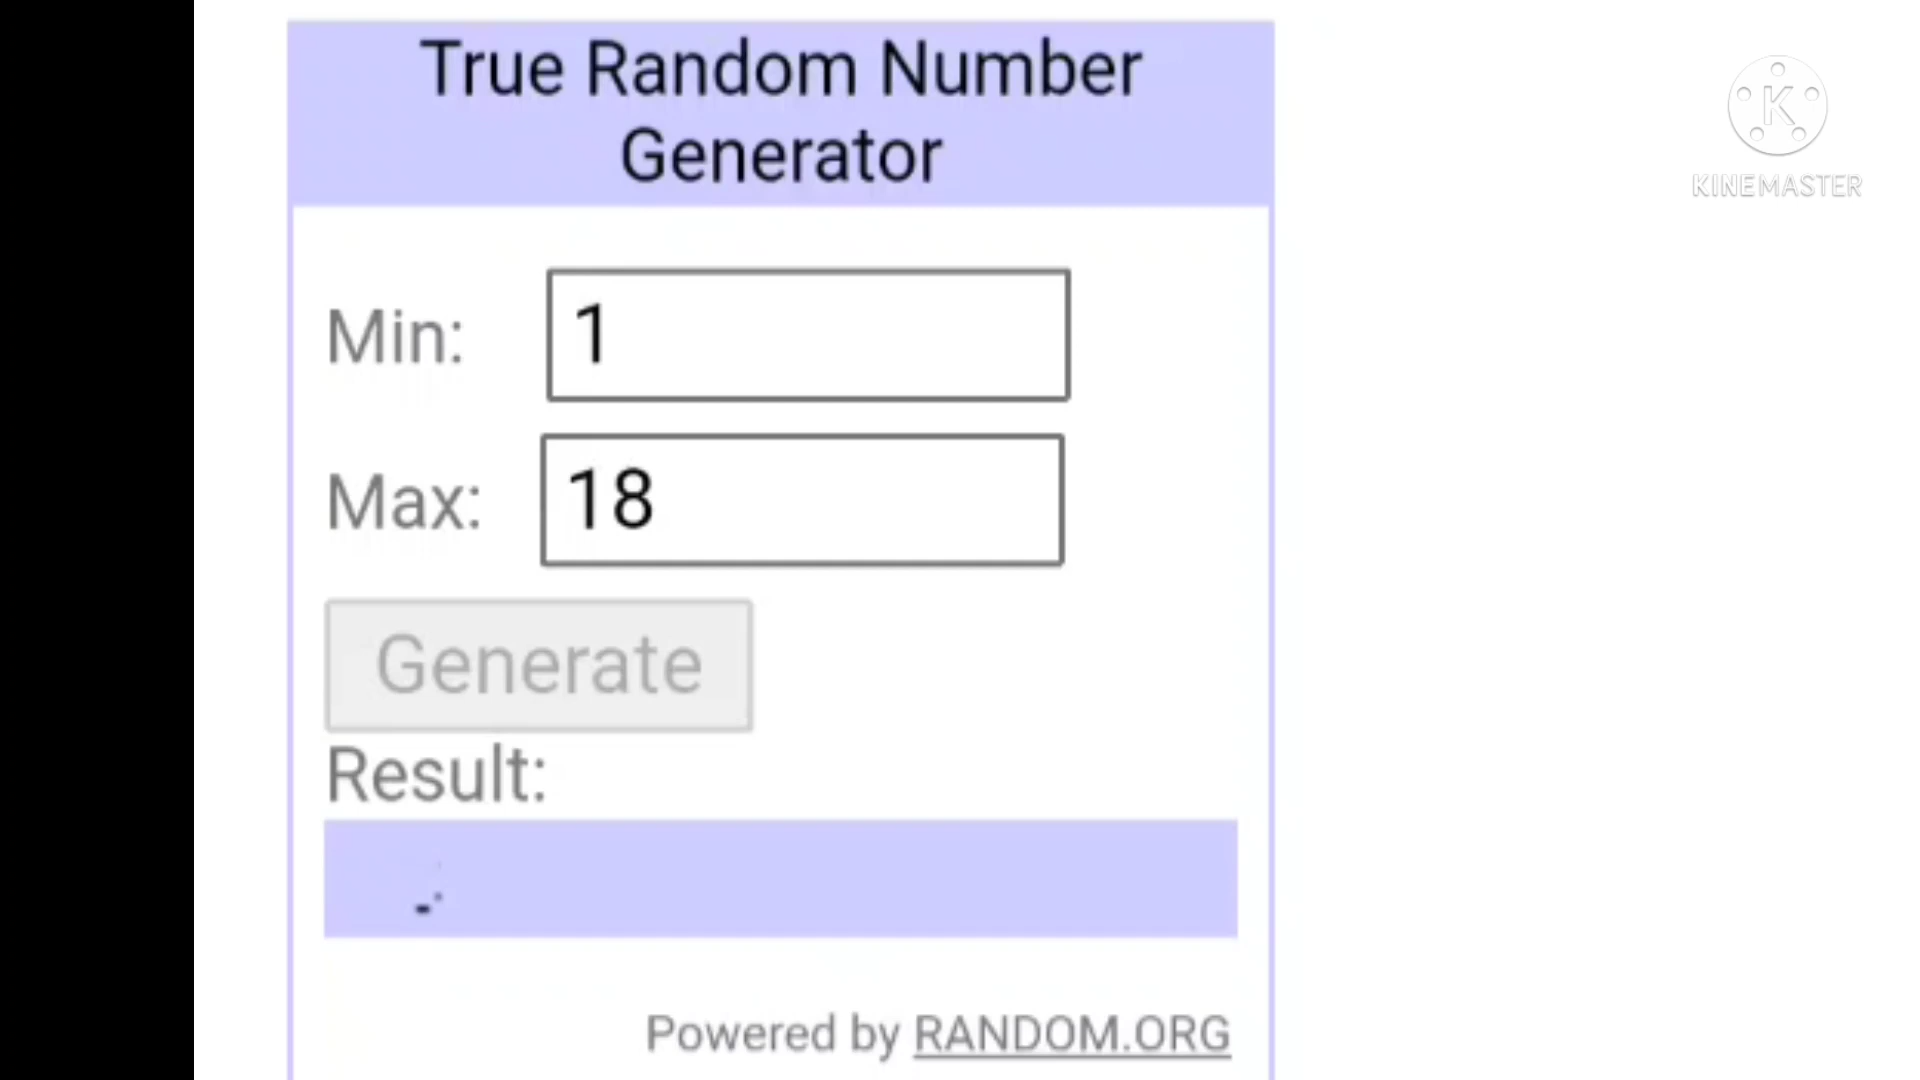 True Random Number
Generator
K
KINEMASTER
Min: 1
Max: 18
Generate
Result:
Powered by RANDOM.ORG